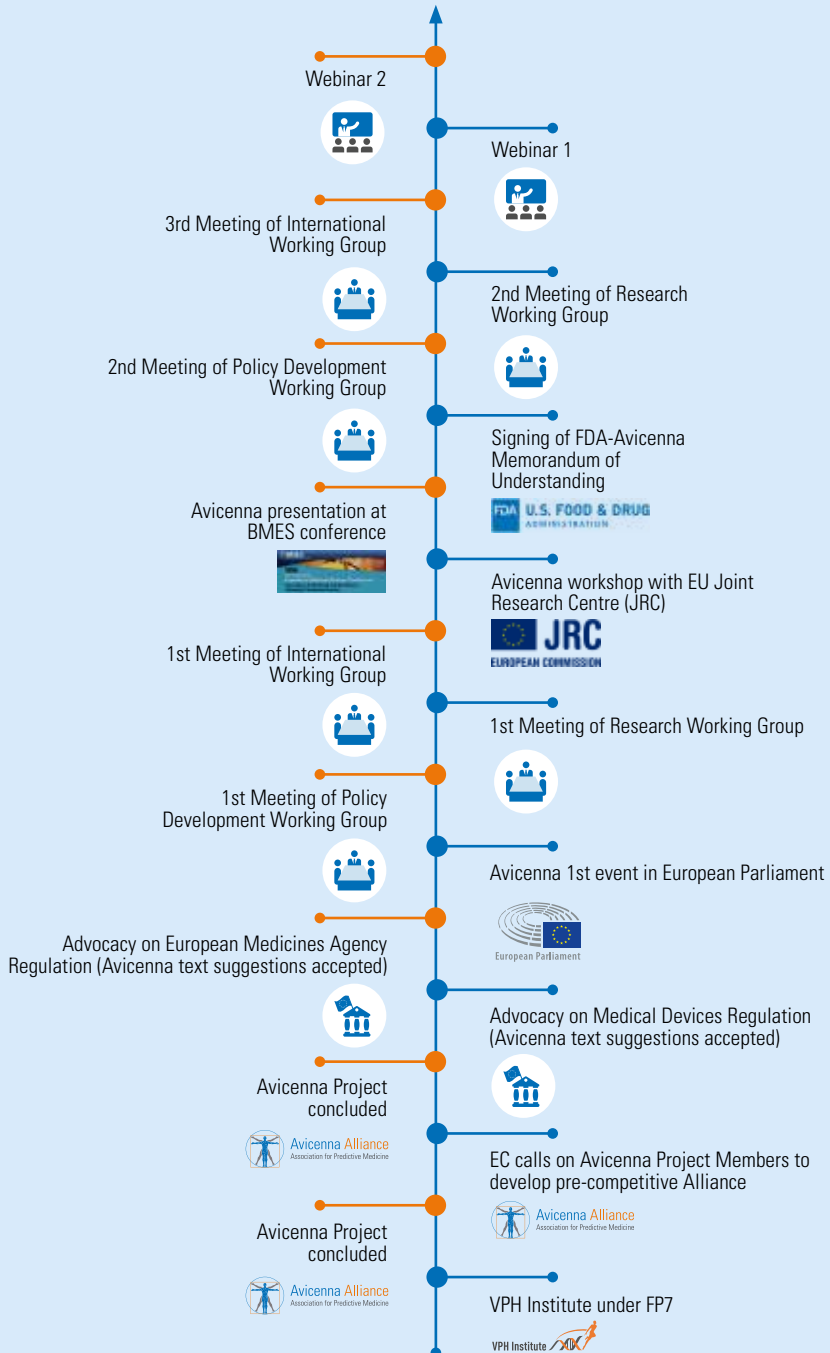 Webinar 2
Webinar 1
3rd Meeting of International
Working Group
2nd Meeting of Research
Working Group
2nd Meeting of Policy Development
Working Group
Signing of FDA-Avicenna
Memorandum of
Understanding
FDA U.S. FOOD & DRUG
ADMINISTRATION
Avicenna presentation at
BMES conference
Avicenna workshop with EU Joint
Research Centre (JRC)
JRC
EUROPEAN COMMISSION
1st Meeting of International
Working Group
1st Meeting of Research Working Group
1st Meeting of Policy
Development Working Group
Avicenna 1st event in European Parliament
European Parliament
Advocacy on European Medicines Agency
Regulation (Avicenna text suggestions accepted)
Advocacy on Medical Devices Regulation
(Avicenna text suggestions accepted)
Avicenna Project
concluded
Avicenna Alliance
Association for Predictive Medicine
EC calls on Avicenna Project Members to
develop pre-competitive Alliance
Avicenna Alliance
Association for Predictive Medicine
Avicenna Project
concluded
Avicenna Alliance
Association for Predictive Medicine
VPH Institute under FP7
VPH Institute